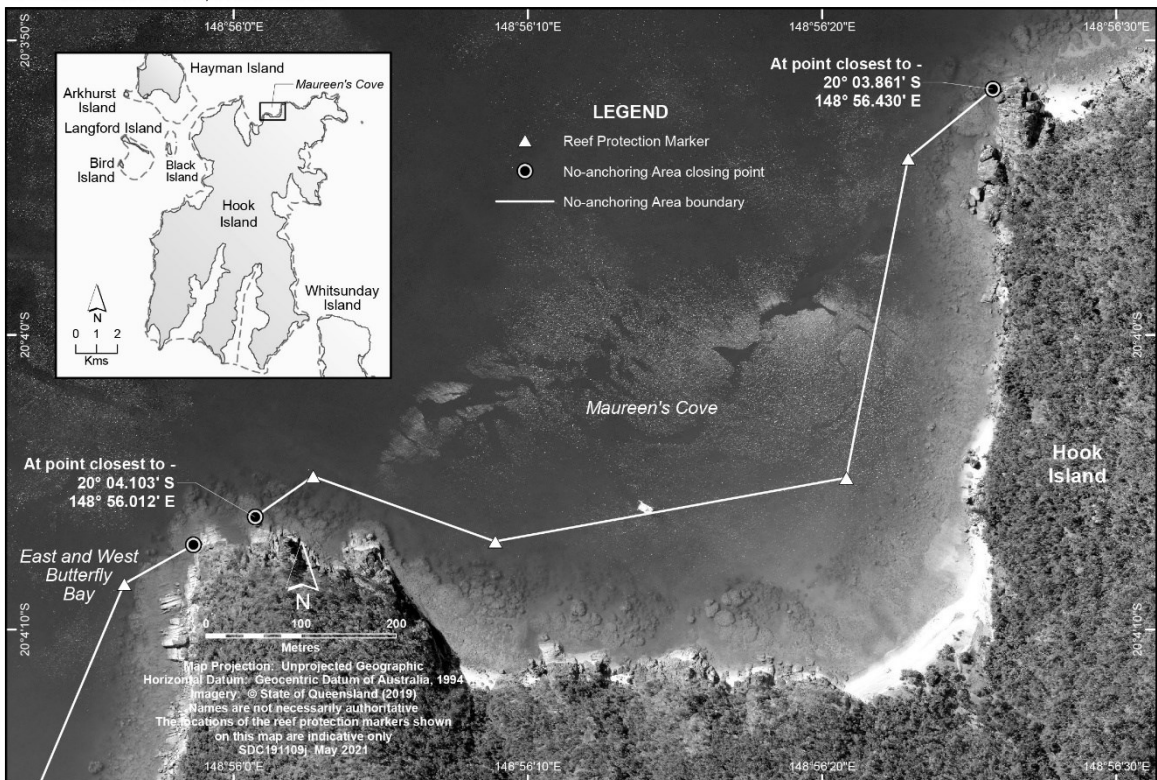 148°56'0"E
148°56'10"E
148°56'20"E
148°56'30"E
20°3'50"S
20°3'50"S
Hayman Island
Maureen's Cove
Arkhurst
Island
Langford Island
Bird
Island
Black
Island
Hook
Island
Whitsunday
Island
N
0 1 2
Kms
LEGEND
Reef Protection Marker
No-anchoring Area closing point
No-anchoring Area boundary
At point closest to -
20° 03.861' S
148° 56.430' E
20°4'0"S
20°4'0"S
Maureen's Cove
Hook
Island
At point closest to -
20° 04.103' S
148° 56.012' E
East and West
Butterfly
Bay
20°4'10"S
20°4'10"S
N
0 100 200
Metres
Map Projection: Unprojected Geographic
Horizontal Datum: Geocentric Datum of Australia, 1994
Imagery: © State of Queensland (2019)
Names are not necessarily authoritative
The locations of the reef protection markers shown
on this map are indicative only
SDC191109j May 2021
148°56'0"E
148°56'10"E
148°56'20"E
148°56'30"E